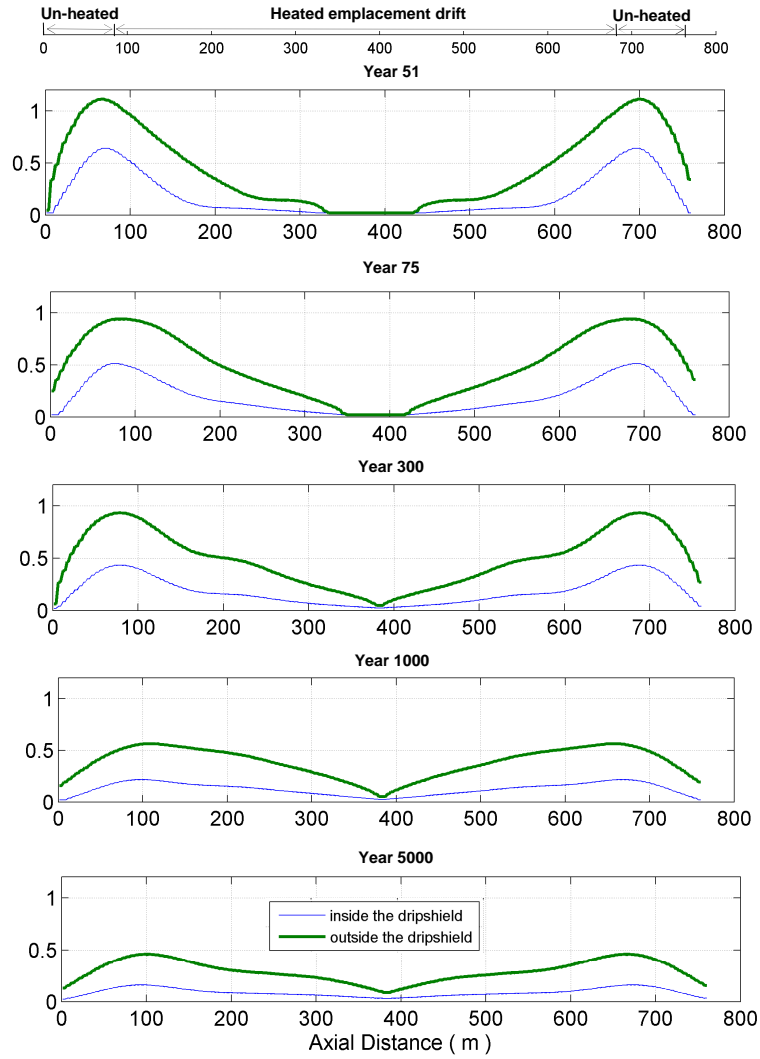 Un-heated Heated emplacement drift Un-heated
0 100 200 300 400 500 600 700 800
Year 51
1
0.5
0
0 100 200 300 400 500 600 700 800
Year 75
1
0.5
0
0 100 200 300 400 500 600 700 800
Year 300
1
0.5
0
0 100 200 300 400 500 600 700 800
Year 1000
1
0.5
0
0 100 200 300 400 500 600 700 800
Year 5000
1
inside the dripshield
outside the dripshield
0.5
0
0 100 200 300 400 500 600 700 800
Axial Distance ( m )